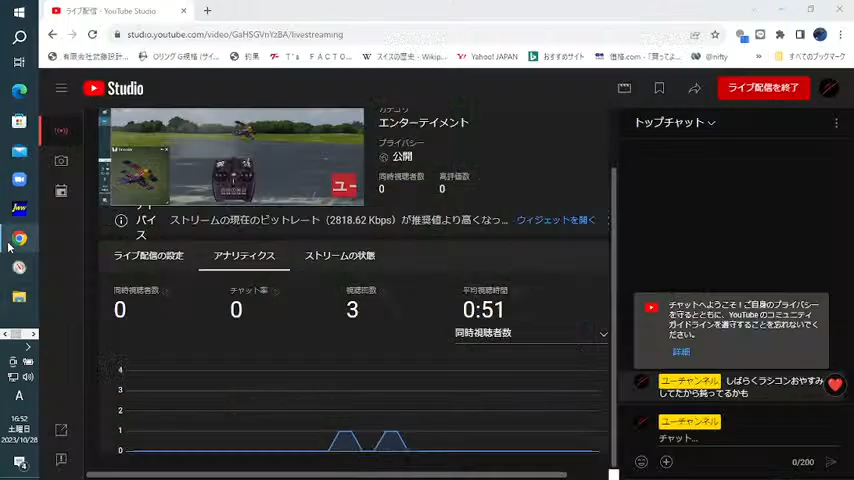 ライブ配信 - YouTube Studio
studio.youtube.com/video/GaHSGVnYzBA/livestreaming
有限会社武藤設計...
Oリング G規格 (サイ...
釣果
T's FACTO...
スイスの歴史 - Wikip...
Yahoo! JAPAN
おすすめサイト
価格.com - 「買ってよ...
@nifty
すべてのブックマーク
Studio
ライブ配信を終了
カテゴリ
エンターテイメント
プライバシー
公開
同時視聴者数
高評価数
0
0
ユー
デバイス
ストリームの現在のビットレート（2818.62 Kbps）が推奨値より高くなっ...
ウィジェットを開く
ライブ配信の設定
アナリティクス
ストリームの状態
同時視聴者数
チャット率
視聴回数
平均視聴時間
0
0
3
0:51
同時視聴者数
4
3
2
1
0
トップチャット
チャットへようこそ！ご自身のプライバシー
を守るとともに、YouTube のコミュニティ
ガイドラインを遵守することを忘れないでく
ださい。
詳細
ユーチャンネル しばらくラジコンおやすみ
してたから鈍ってるかも
ユーチャンネル
チャット...
0/200
A
16:52
土曜日
2023/10/28
4